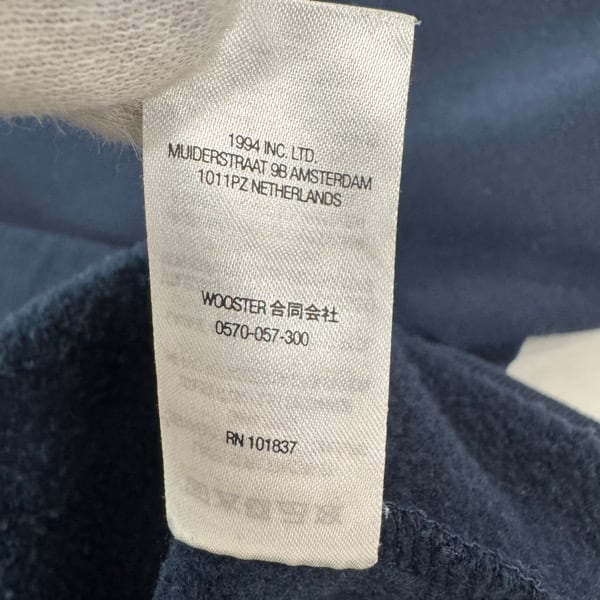 1994 INC. LTD.
MUIDERSTRAAT 9B AMSTERDAM
1011PZ NETHERLANDS
WOOSTER 合同会社
0570-057-300
RN 101837